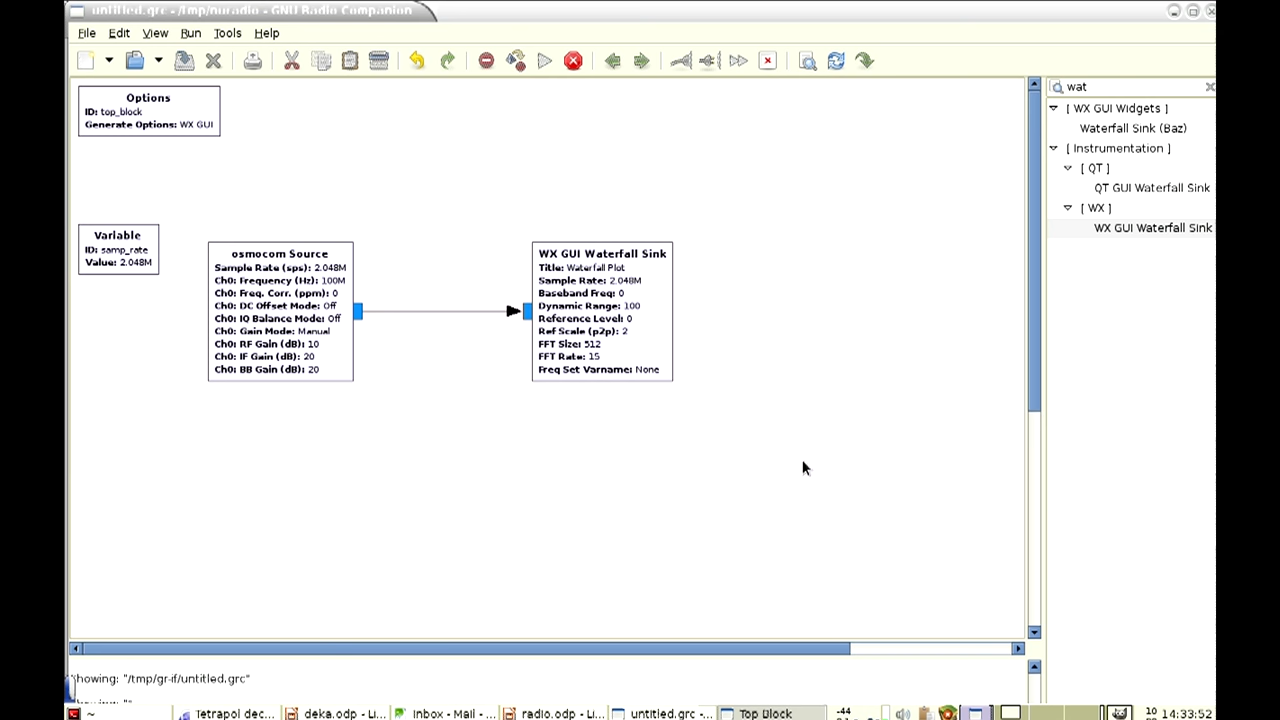 untitled.grc - /tmp/nuradio - GNU Radio Companion
File Edit View Run Tools Help
wat
Options
ID: top_block
Generate Options: WX GUI
[ WX GUI Widgets ]
Waterfall Sink (Baz)
[ Instrumentation ]
[ QT ]
QT GUI Waterfall Sink
[ WX ]
WX GUI Waterfall Sink
Variable
ID: samp_rate
Value: 2.048M
osmocom Source
Sample Rate (sps): 2.048M
Ch0: Frequency (Hz): 100M
Ch0: Freq. Corr. (ppm): 0
Ch0: DC Offset Mode: Off
Ch0: IQ Balance Mode: Off
Ch0: Gain Mode: Manual
Ch0: RF Gain (dB): 10
Ch0: IF Gain (dB): 20
Ch0: BB Gain (dB): 20
WX GUI Waterfall Sink
Title: Waterfall Plot
Sample Rate: 2.048M
Baseband Freq: 0
Dynamic Range: 100
Reference Level: 0
Ref Scale (p2p): 2
FFT Size: 512
FFT Rate: 15
Freq Set Varname: None
howing: "/tmp/gr-if/untitled.grc"
~ Tetrapol dec... deka.odp - Li... Inbox - Mail - ... radio.odp - Li... untitled.grc -... Top Block -44 10 14:33:52